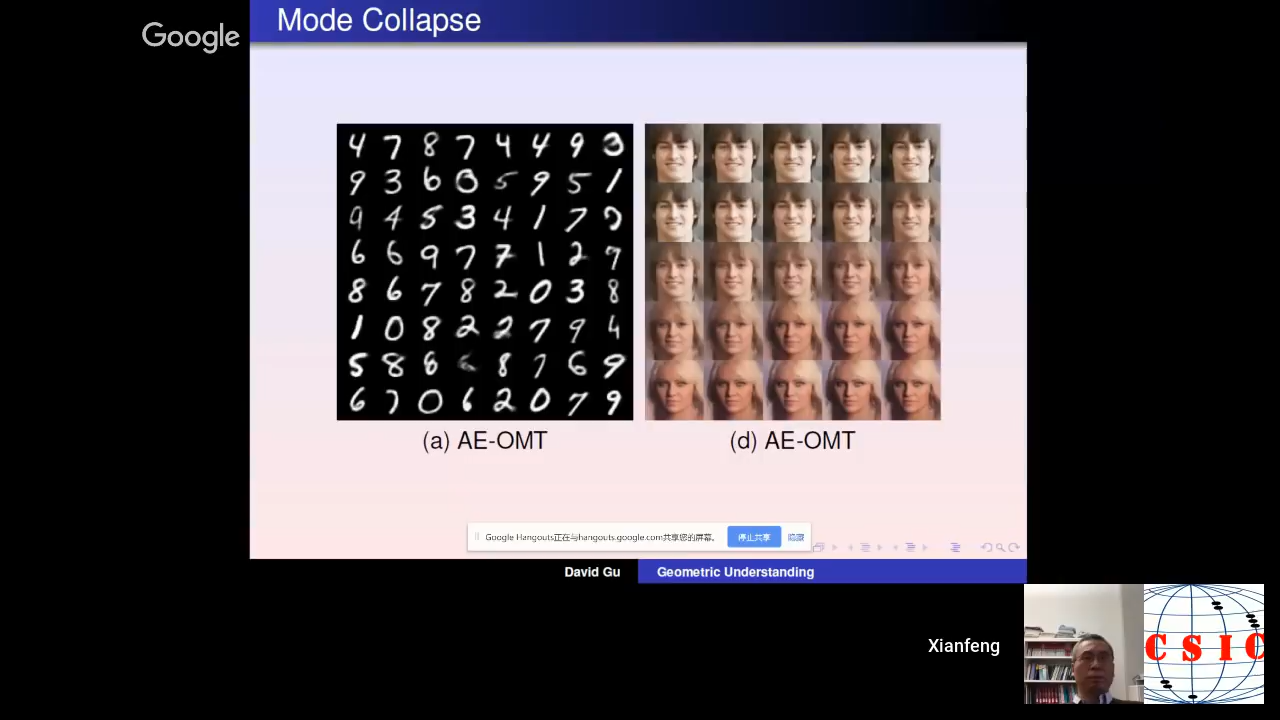 Mode Collapse
Google
4 7 8 7 4 4 9 3
9 3 6 0 5 9 5 1
9 4 5 3 4 1 7
6 6 9 7 7 1 2 7
8 6 7 8 2 0 3 8
1 0 8 2 2 7 9 4
5 8 8 8 7 6 9
6 7 0 6 2 0 7 9
(a) AE-OMT
(d) AE-OMT
Google Hangouts正在与hangouts.google.com共享您的屏幕。
停止共享
隐藏
David Gu
Geometric Understanding
Xianfeng
CSIC